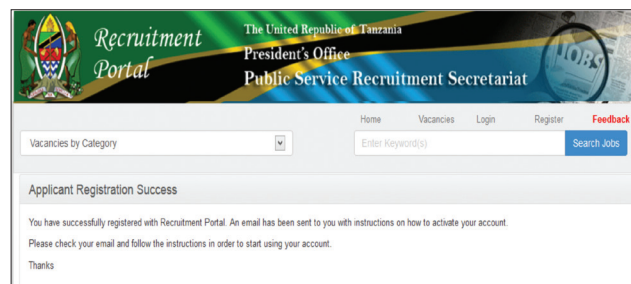 Recruitment
Portal
The United Republic of Tanzania
President's Office
Public Service Recruitment Secretariat
JOBS
Home Vacancies Login Register Feedback
Vacancies by Category
Enter Keyword(s)
Search Jobs
Applicant Registration Success
You have successfully registered with Recruitment Portal. An email has been sent to you with instructions on how to activate your account.
Please check your email and follow the instructions in order to start using your account.
Thanks